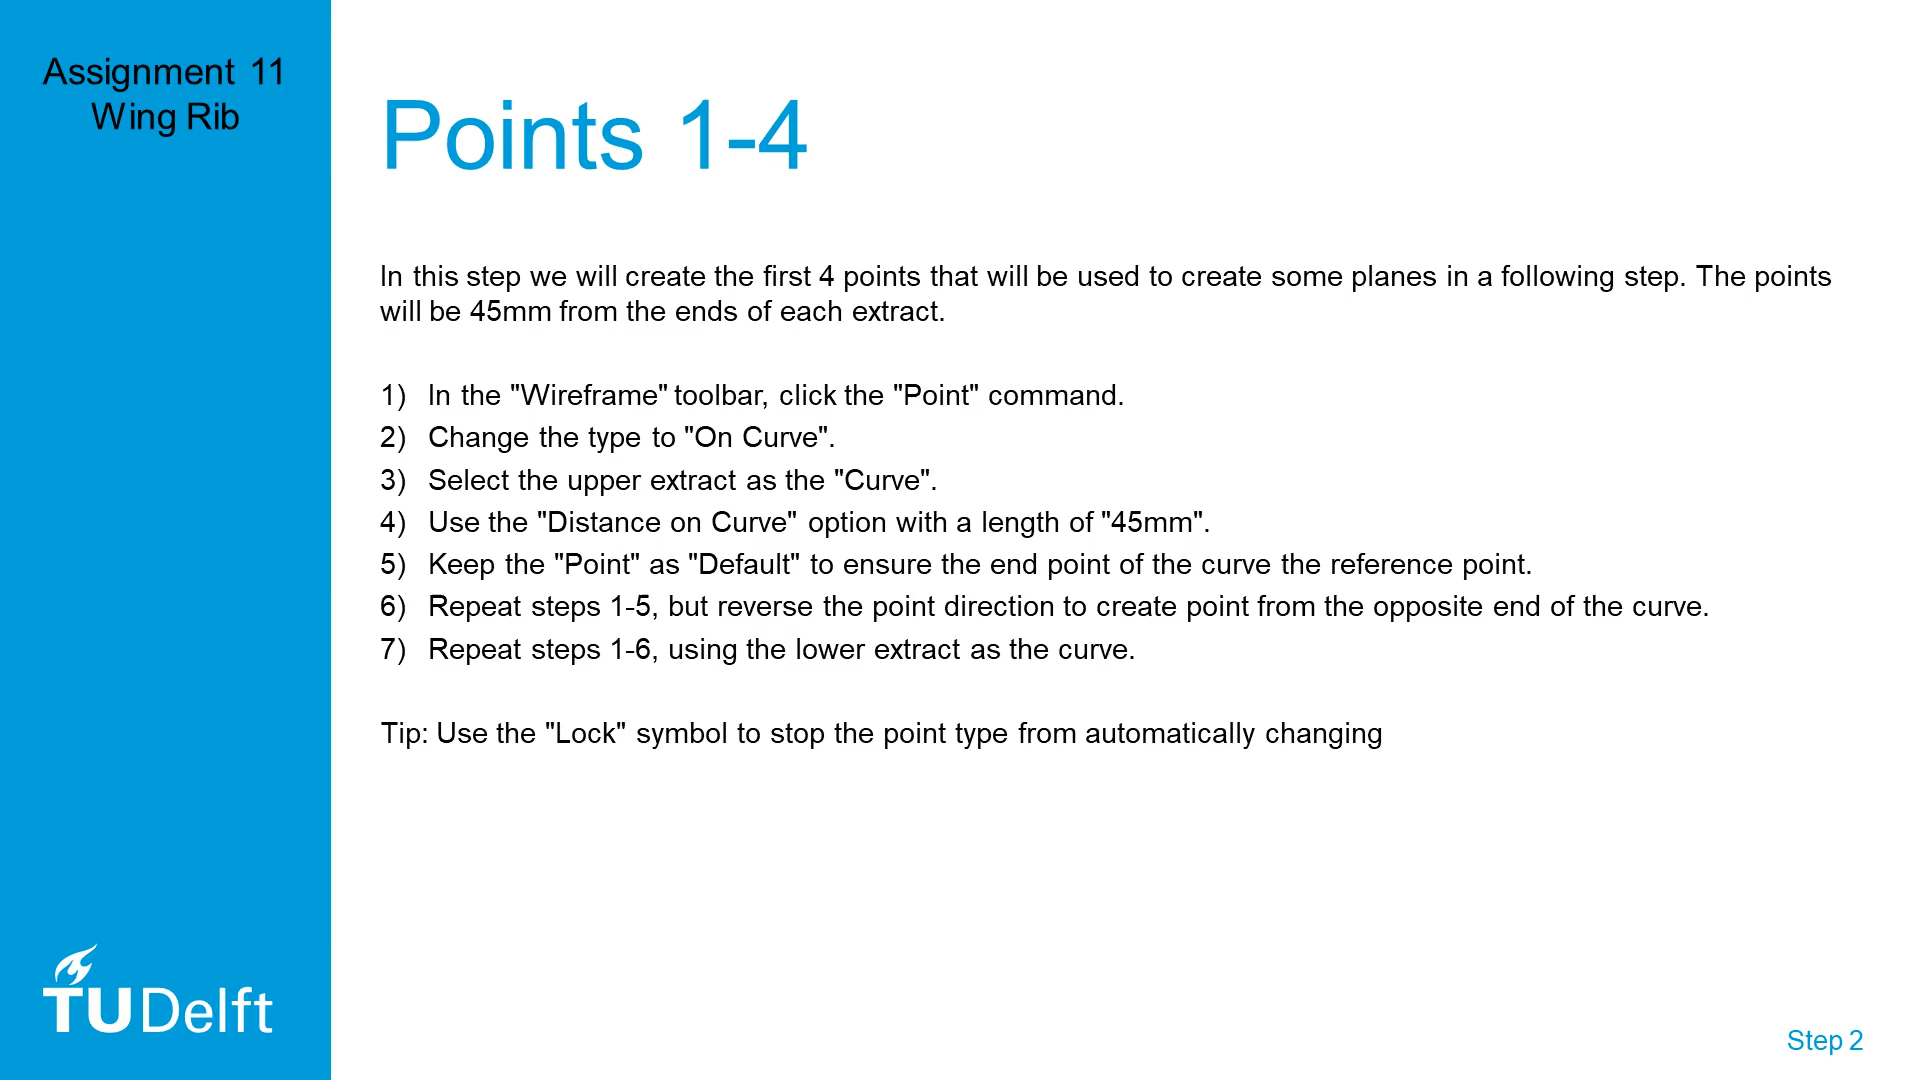 Assignment 11
Wing Rib
Points 1-4
In this step we will create the first 4 points that will be used to create some planes in a following step. The points
will be 45mm from the ends of each extract.
1) In the "Wireframe" toolbar, click the "Point" command.
2) Change the type to "On Curve".
3) Select the upper extract as the "Curve".
4) Use the "Distance on Curve" option with a length of "45mm".
5) Keep the "Point" as "Default" to ensure the end point of the curve the reference point.
6) Repeat steps 1-5, but reverse the point direction to create point from the opposite end of the curve.
7) Repeat steps 1-6, using the lower extract as the curve.
Tip: Use the "Lock" symbol to stop the point type from automatically changing
TUDelft
Step 2